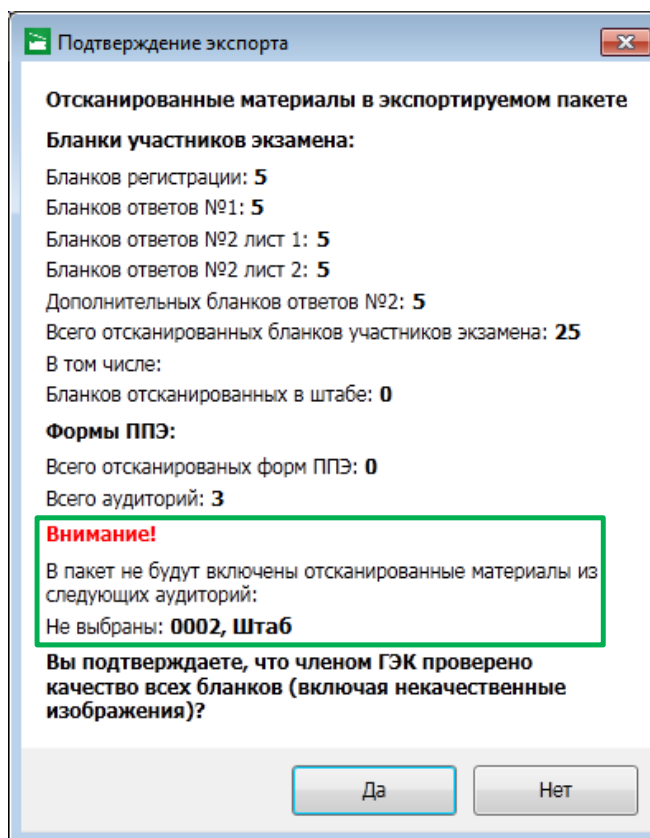 Подтверждение экспорта
Отсканированные материалы в экспортируемом пакете
Бланки участников экзамена:
Бланков регистрации: 5
Бланков ответов №1: 5
Бланков ответов №2 лист 1: 5
Бланков ответов №2 лист 2: 5
Дополнительных бланков ответов №2: 5
Всего отсканированных бланков участников экзамена: 25
В том числе:
Бланков отсканированных в штабе: 0
Формы ППЭ:
Всего отсканированых форм ППЭ: 0
Всего аудиторий: 3
Внимание!
В пакет не будут включены отсканированные материалы из
следующих аудиторий:
Не выбраны: 0002, Штаб
Вы подтверждаете, что членом ГЭК проверено
качество всех бланков (включая некачественные
изображения)?
Да
Нет